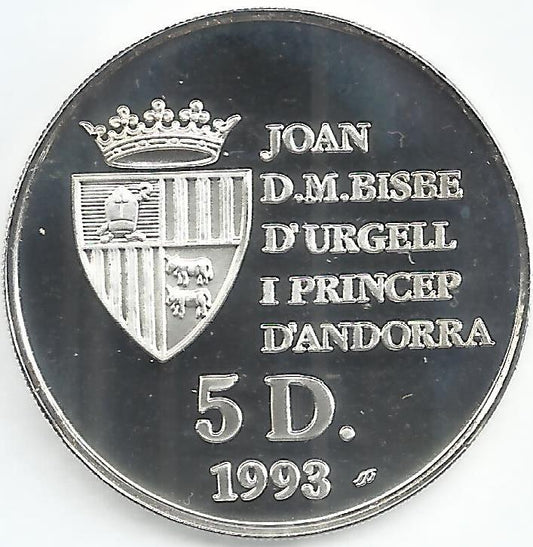 JOAN
D.M.BISBE
D'URGELL
I PRINCEP
D'ANDORRA
5 D.
1993